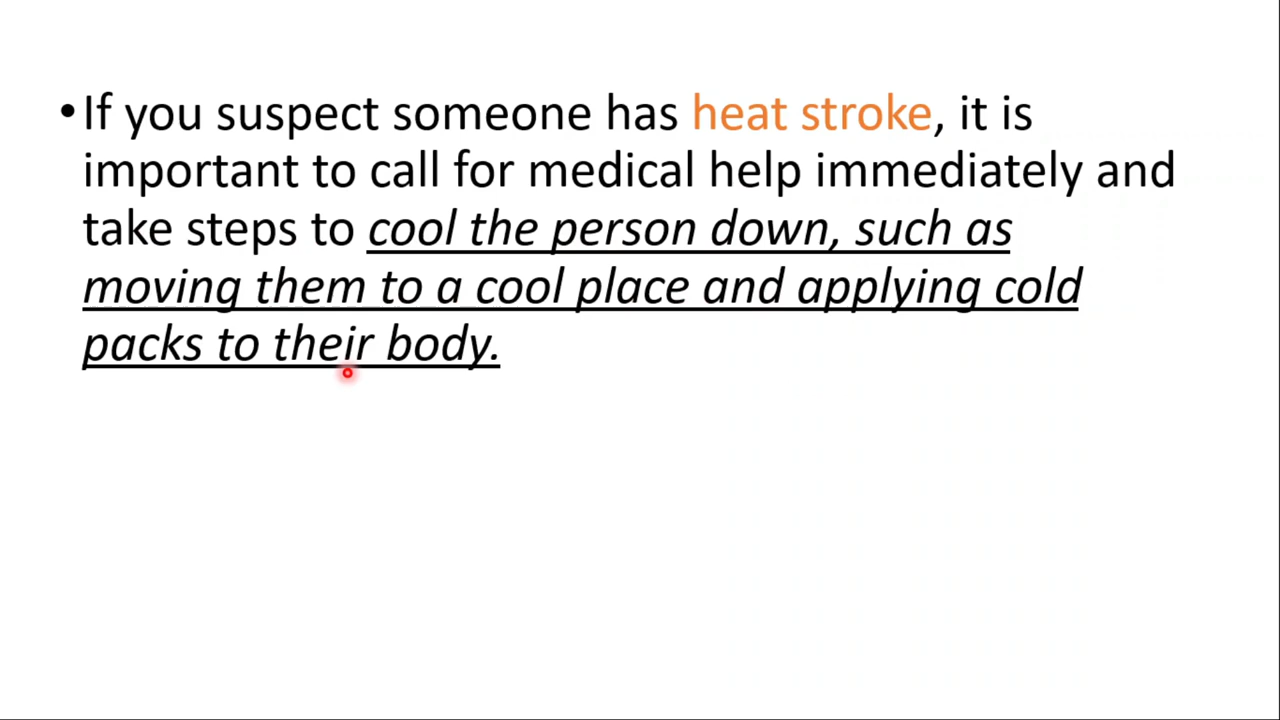 •If you suspect someone has heat stroke, it is
important to call for medical help immediately and
take steps to cool the person down, such as
moving them to a cool place and applying cold
packs to their body.